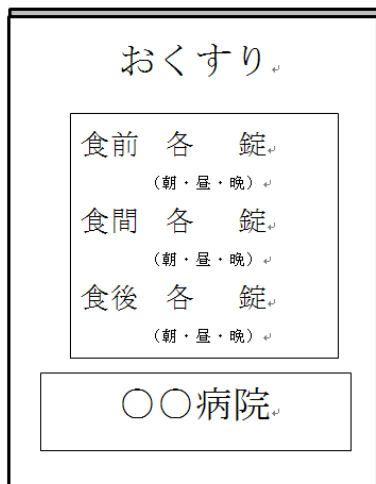 おくすり
食前 各 錠
(朝・昼・晩)
食間 各 錠
(朝・昼・晩)
食後 各 錠
(朝・昼・晩)
〇〇病院